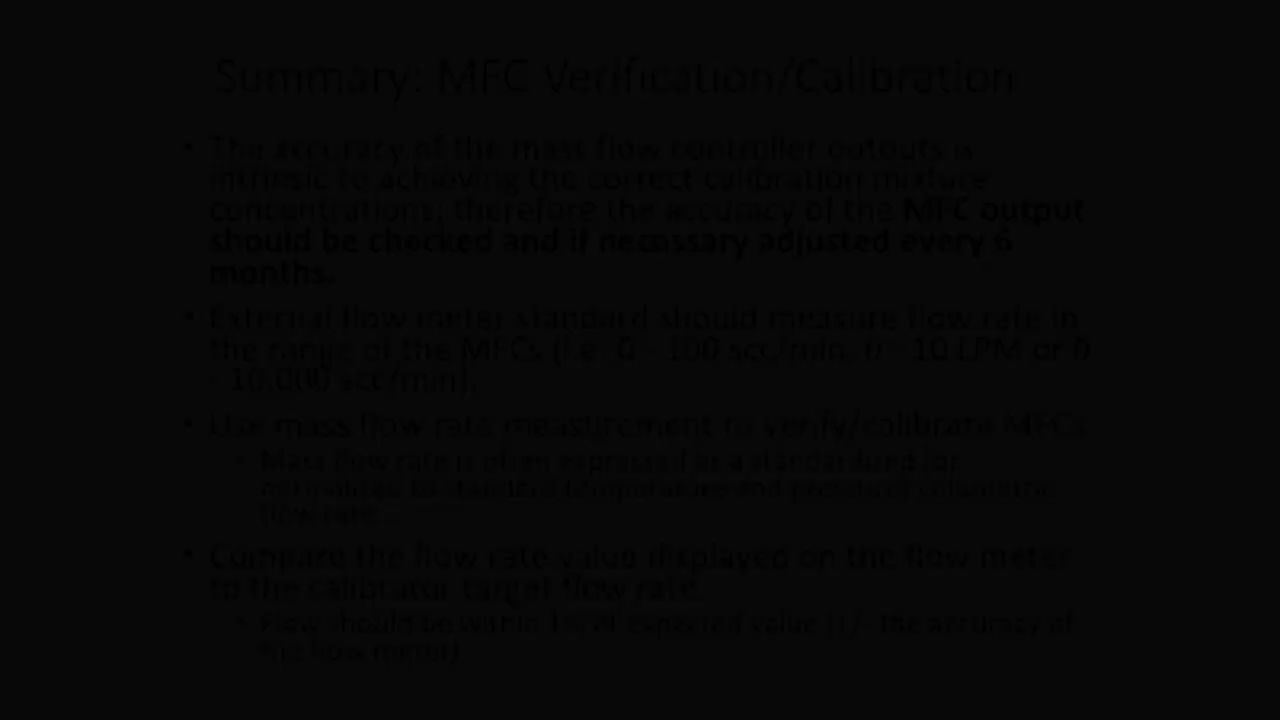 Summary: MFC Verification/Calibration
• The accuracy of the mass flow controller outputs is
intrinsic to achieving the correct calibration mixture
concentrations; therefore the accuracy of the MFC output
should be checked and if necessary adjusted every 6
months.
• External flow meter standard should measure flow rate in
the range of the MFCs (i.e. 0 - 100 scc/min, 0 - 10 LPM or 0
- 10,000 scc/min).
• Use mass flow rate measurement to verify/calibrate MFCs
• Mass flow rate is often expressed as a standardized (or
normalized to standard temperature and pressure) volumetric
flow rate...
• Compare the flow rate value displayed on the flow meter
to the calibrator target flow rate.
• Flow should be within 1% of expected value (+/- the accuracy of
the flow meter)